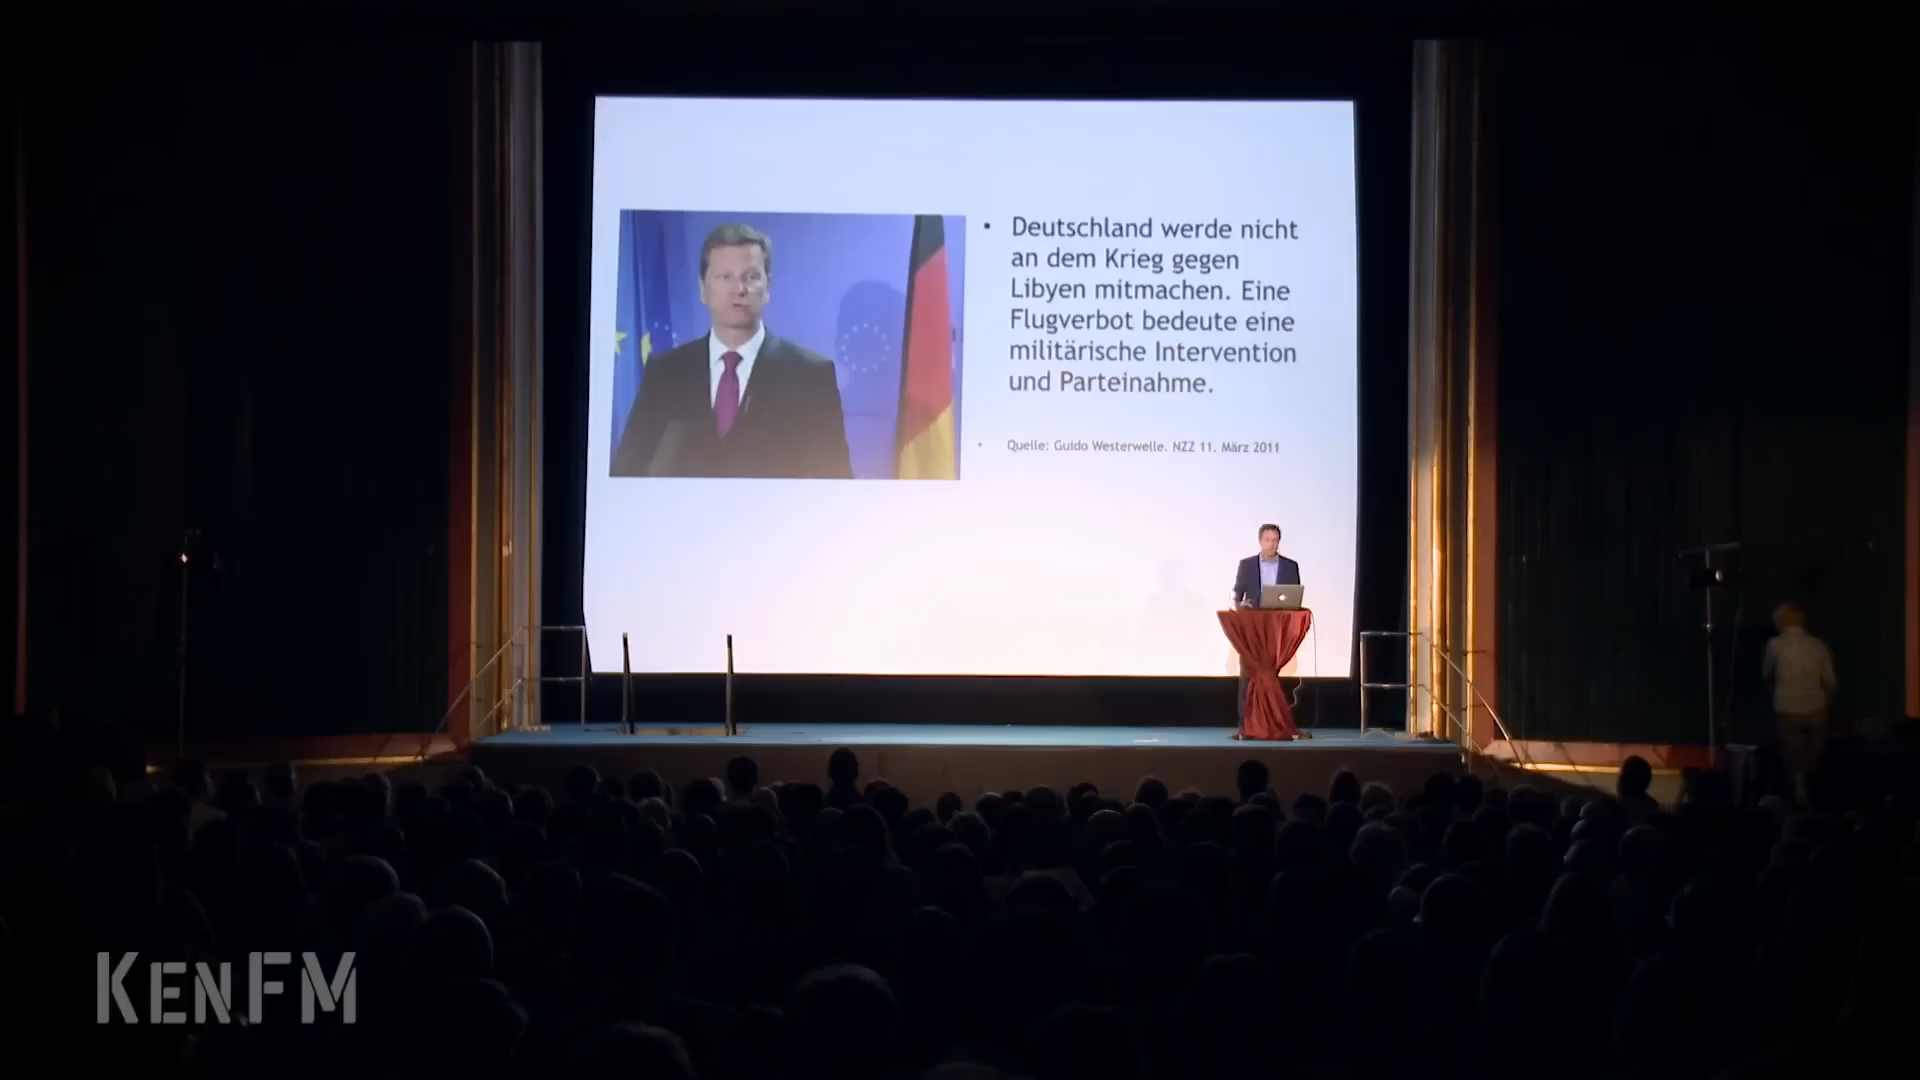 • Deutschland werde nicht
an dem Krieg gegen
Libyen mitmachen. Eine
Flugverbot bedeute eine
militärische Intervention
und Parteinahme.
• Quelle: Guido Westerwelle. NZZ 11. März 2011
KENFM